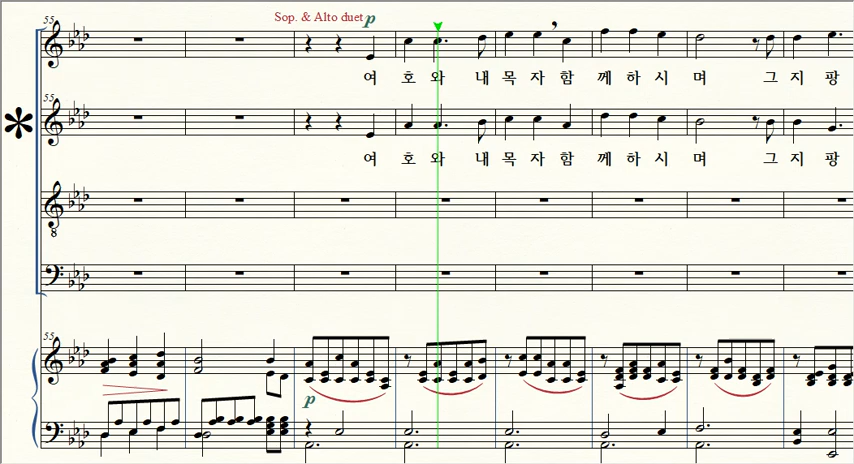 55
Sop. & Alto duet p
여 호 와 내 목 자 함 께 하 시 며 그 지 팡
55
여 호 와 내 목 자 함 께 하 시 며 그 지 팡
8
55
p